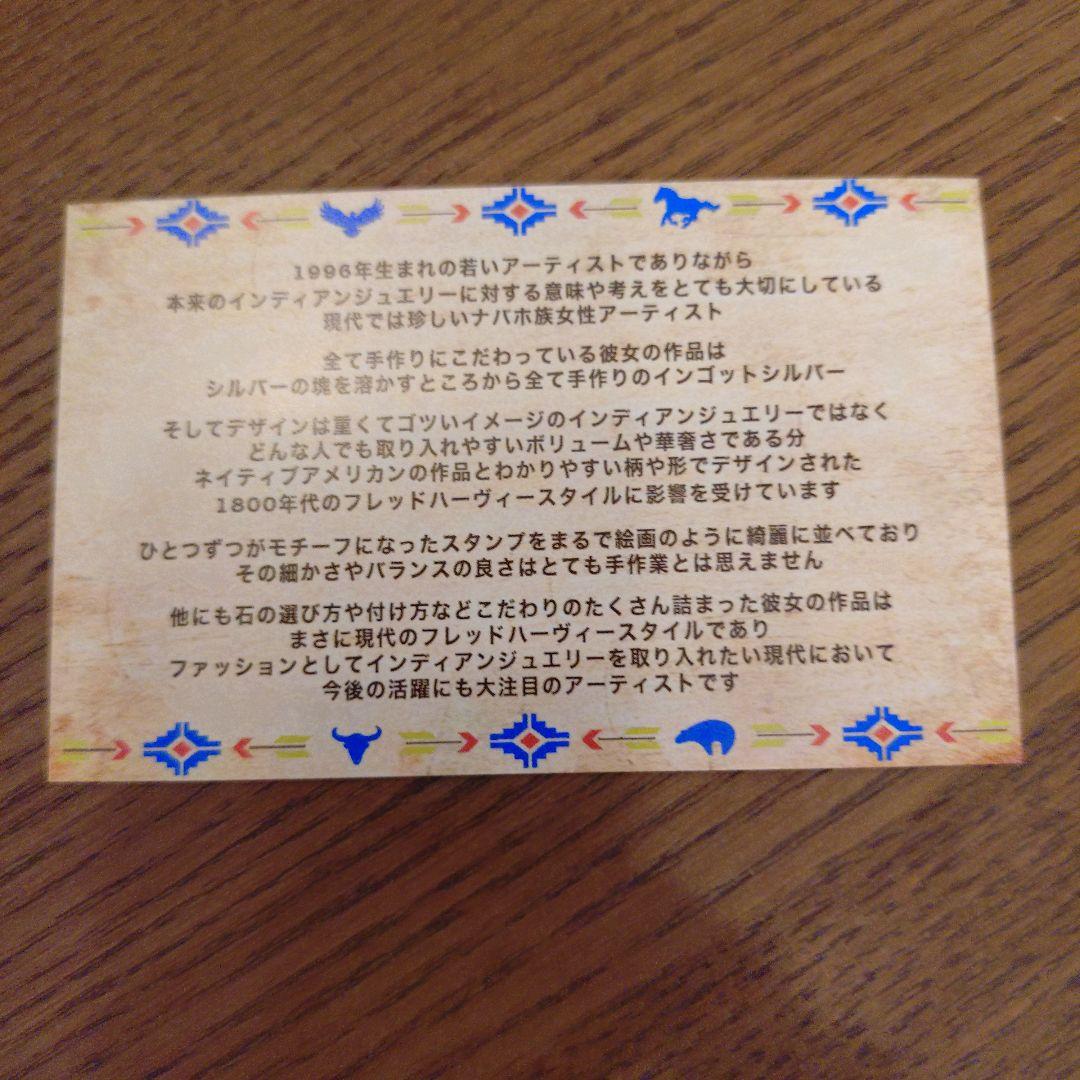 1996年生まれの若いアーティストでありながら
本来のインディアンジュエリーに対する意味や考えをとても大切にしている
現代では珍しいナバホ族女性アーティスト
全て手作りにこだわっている彼女の作品は
シルバーの塊を溶かすところから全て手作りのインゴットシルバー
そしてデザインは重くてゴツいイメージのインディアンジュエリーではなく
どんな人でも取り入れやすいボリュームや華奢さである分
ネイティブアメリカンの作品とわかりやすい柄や形でデザインされた
1800年代のフレッドハーヴィースタイルに影響を受けています
ひとつずつがモチーフになったスタンプをまるで絵画のように綺麗に並べており
その細かさやバランスの良さはとても手作業とは思えません
他にも石の選び方や付け方などこだわりのたくさん詰まった彼女の作品は
まさに現代のフレッドハーヴィースタイルであり
ファッションとしてインディアンジュエリーを取り入れたい現代において
今後の活躍にも大注目のアーティストです